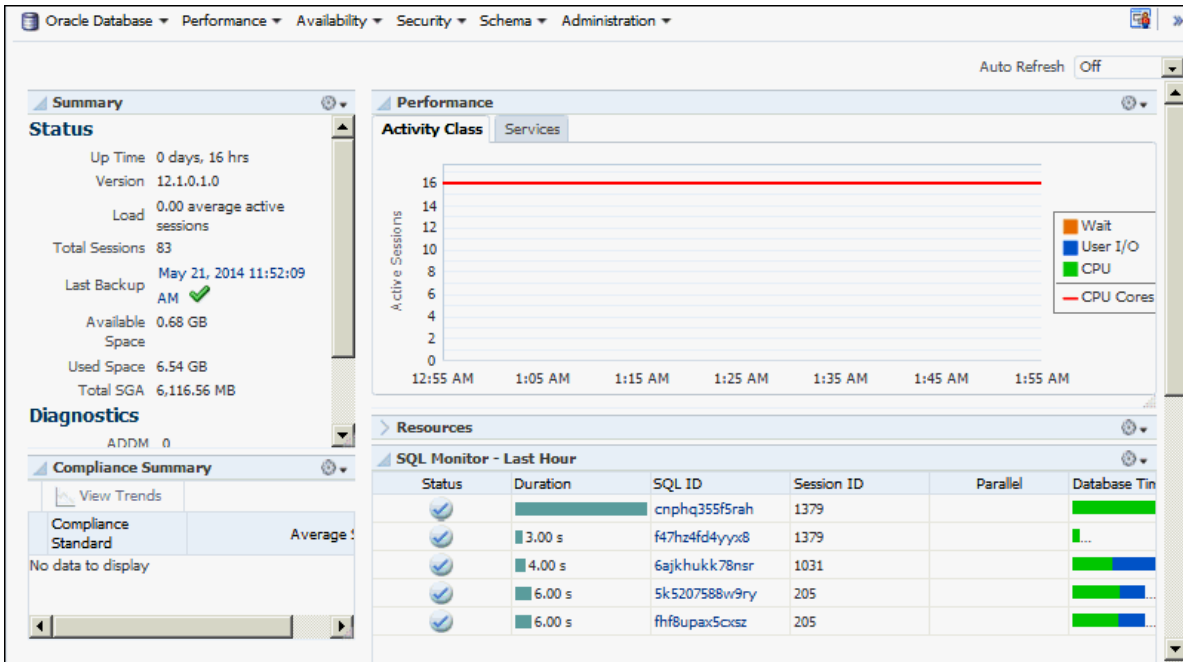 Oracle Database Performance Availability Security Schema Administration
Auto Refresh Off
Summary
Status
Up Time 0 days, 16 hrs
Version 12.1.0.1.0
Load 0.00 average active
sessions
Total Sessions 83
Last Backup May 21, 2014 11:52:09
AM
Available 0.68 GB
Space
Used Space 6.54 GB
Total SGA 6,116.56 MB
Diagnostics
ADDM 0
Compliance Summary
View Trends
Compliance
Standard
Average
No data to display
Performance
Activity Class Services
Active Sessions
16
14
12
10
8
6
4
2
0
12:55 AM 1:05 AM 1:15 AM 1:25 AM 1:35 AM 1:45 AM 1:55 AM
Wait
User I/O
CPU
CPU Cores
Resources
SQL Monitor - Last Hour
Status Duration SQL ID Session ID Parallel Database Tim
cnphq355f5rah 1379
3.00 s f47hz4fd4yyx8 1379 ...
4.00 s 6ajkhukk78nsr 1031
6.00 s 5k5207588w9ry 205 ...
6.00 s fhf8upax5cxsz 205 ...